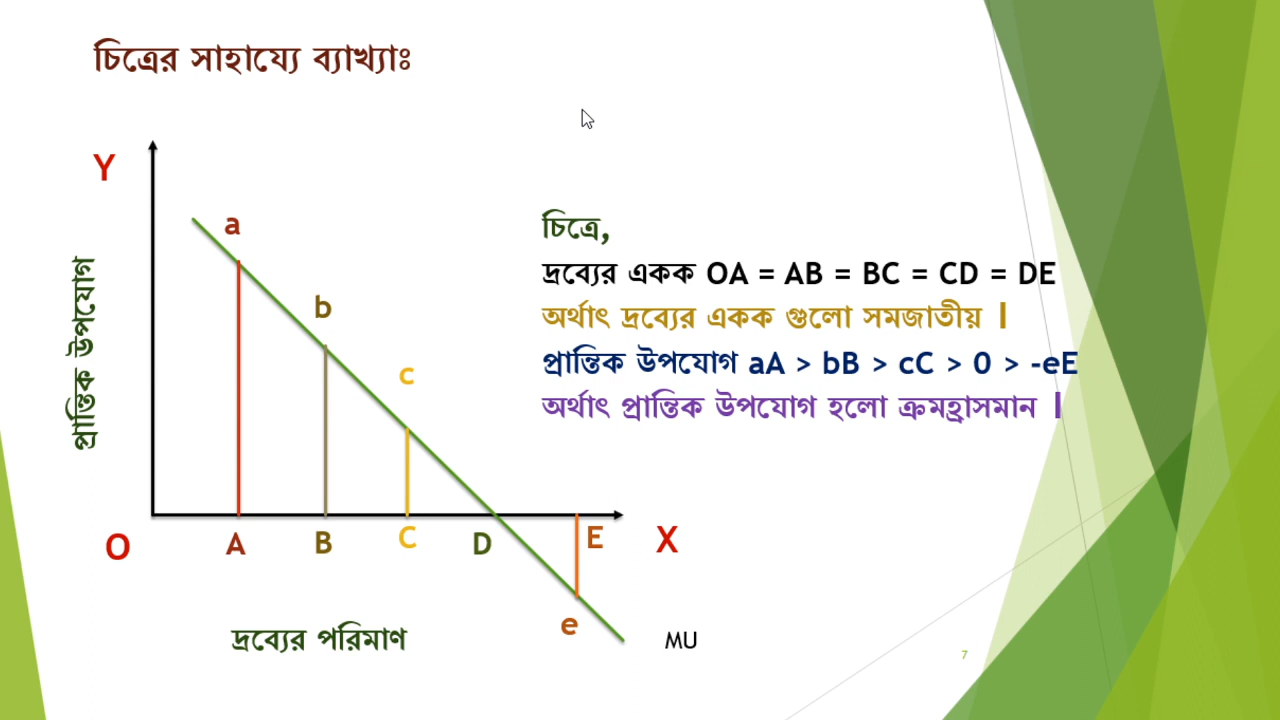 চিত্রের সাহায্যে ব্যাখ্যাঃ
Y
প্রান্তিক উপযোগ
a
b
c
চিত্রে,
দ্রব্যের একক OA = AB = BC = CD = DE
অর্থাৎ দ্রব্যের একক গুলো সমজাতীয় ।
প্রান্তিক উপযোগ aA > bB > cC > 0 > -eE
অর্থাৎ প্রান্তিক উপযোগ হলো ক্রমহ্রাসমান ।
O A B C D E X
e
দ্রব্যের পরিমাণ
MU
7